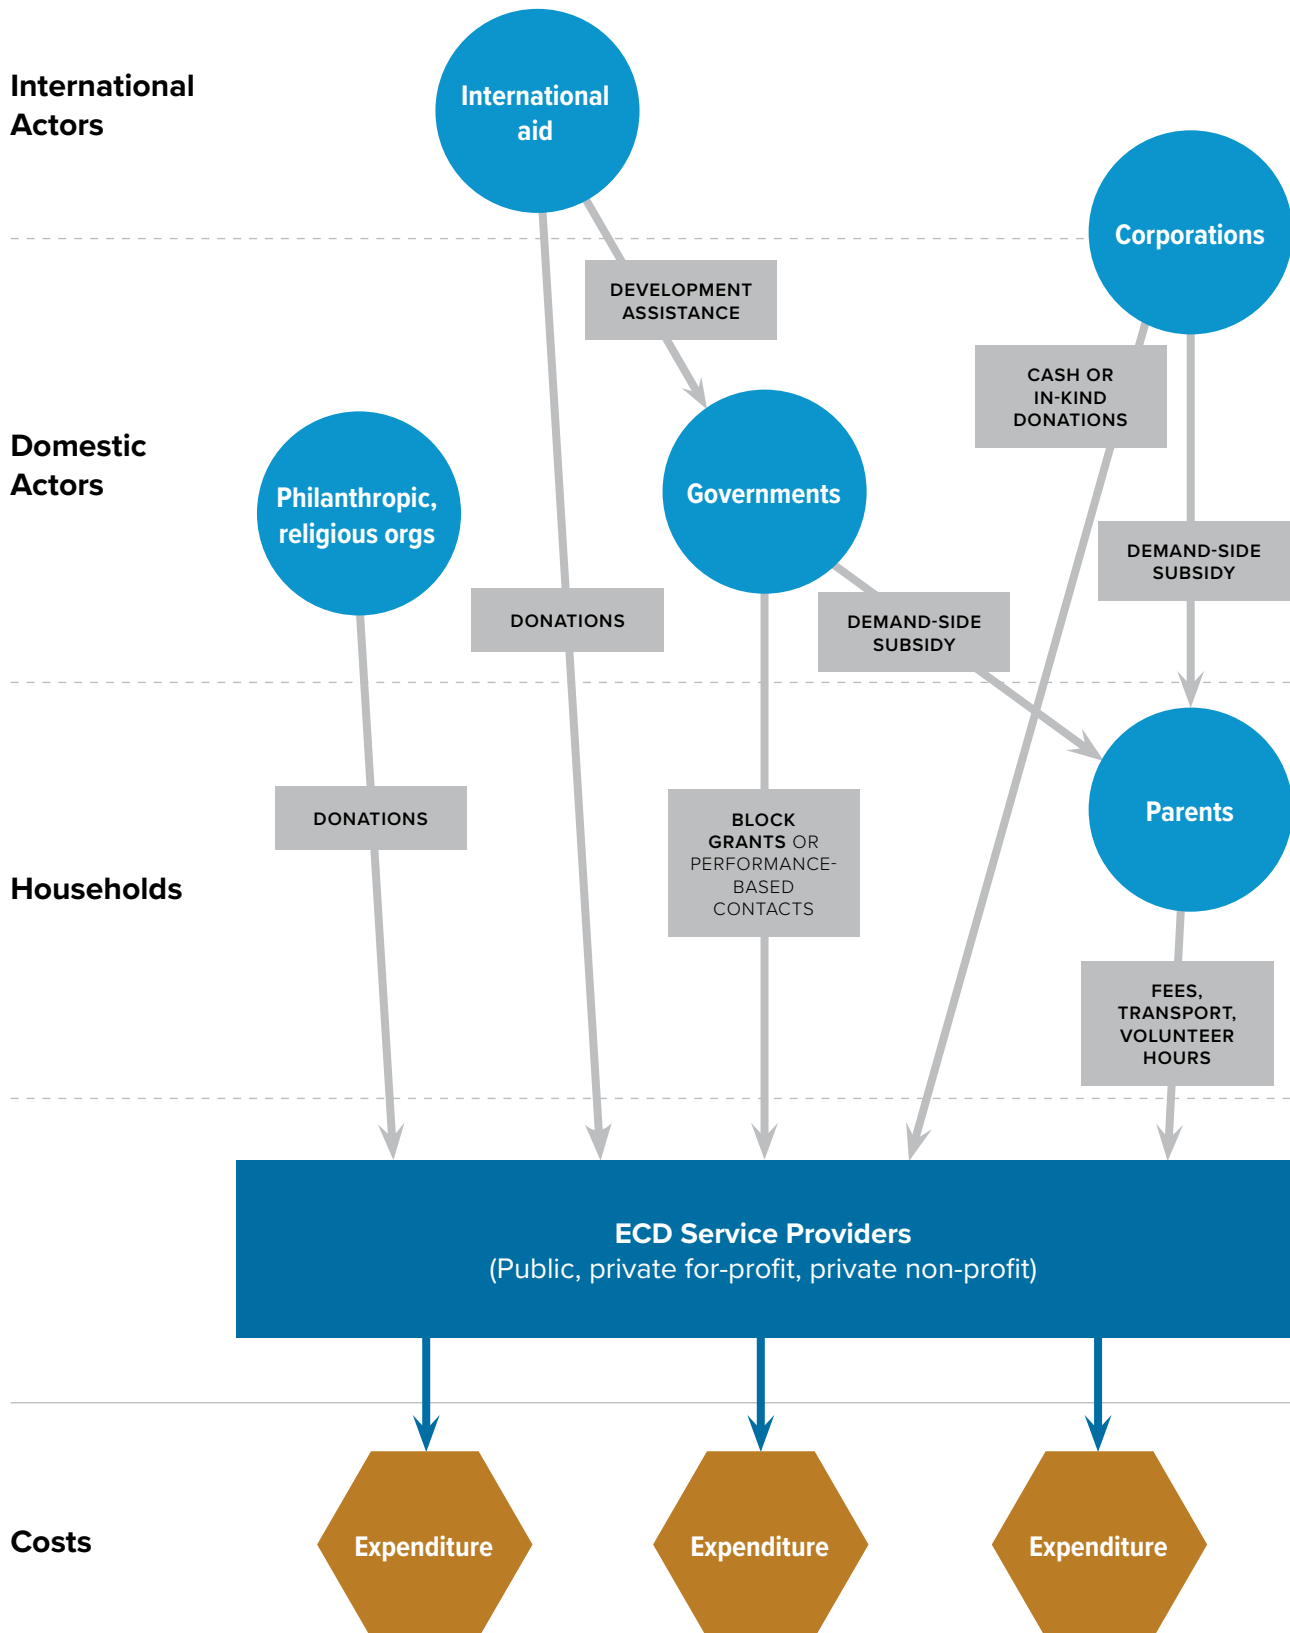 International
Actors
International
aid
Corporations
DEVELOPMENT
ASSISTANCE
CASH OR
IN-KIND
DONATIONS
Domestic
Actors
Philanthropic,
religious orgs
Governments
DEMAND-SIDE
SUBSIDY
DONATIONS
DEMAND-SIDE
SUBSIDY
Households
DONATIONS
BLOCK
GRANTS OR
PERFORMANCE-
BASED
CONTACTS
Parents
FEES,
TRANSPORT,
VOLUNTEER
HOURS
ECD Service Providers
(Public, private for-profit, private non-profit)
Costs
Expenditure
Expenditure
Expenditure